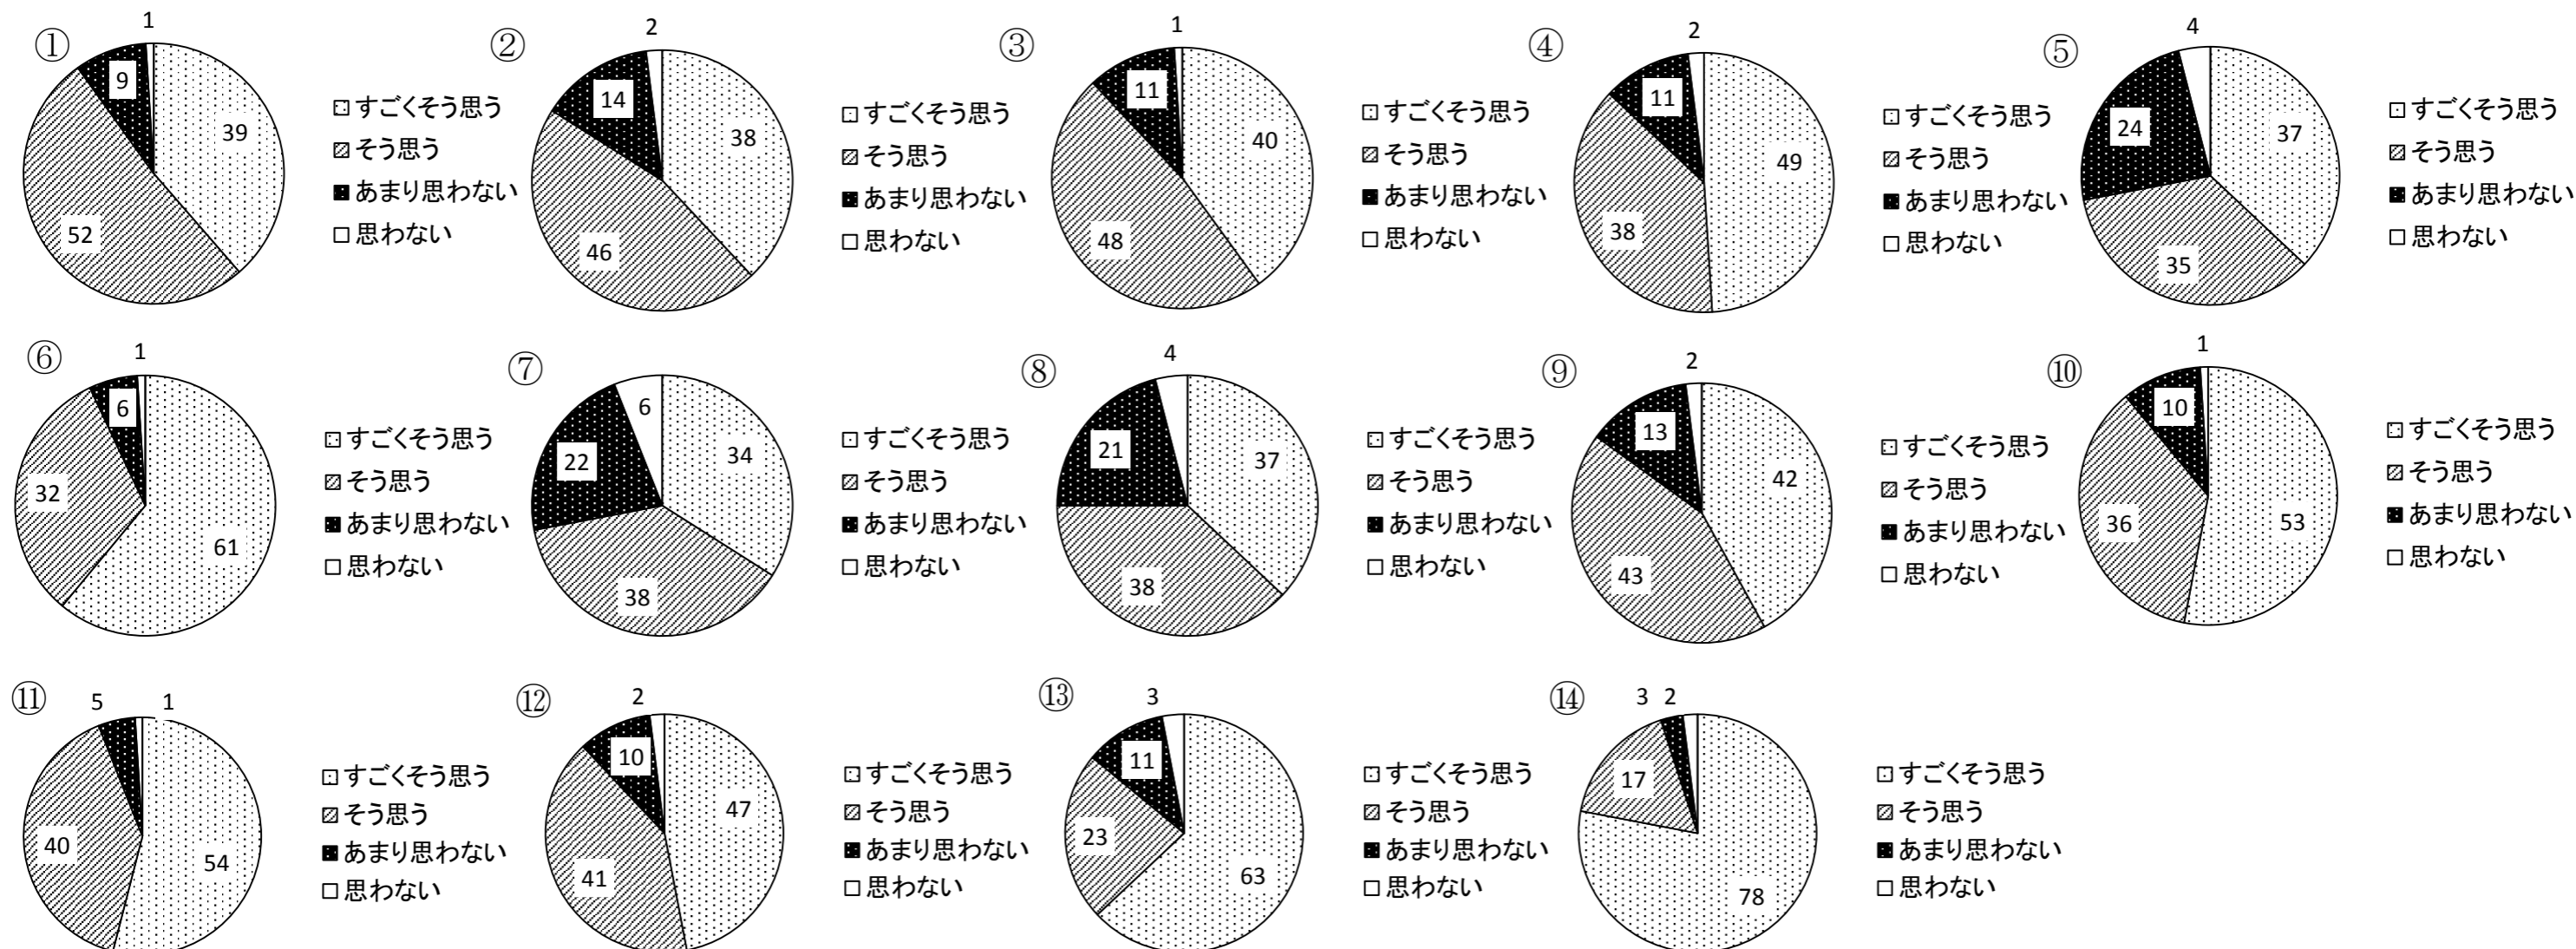 ①
1
9
39
52
すごくそう思う
そう思う
あまり思わない
思わない
②
2
14
38
46
すごくそう思う
そう思う
あまり思わない
思わない
③
1
11
40
48
すごくそう思う
そう思う
あまり思わない
思わない
④
2
11
49
38
すごくそう思う
そう思う
あまり思わない
思わない
⑤
4
24
37
35
すごくそう思う
そう思う
あまり思わない
思わない
⑥
1
6
32
61
すごくそう思う
そう思う
あまり思わない
思わない
⑦
6
22
34
38
すごくそう思う
そう思う
あまり思わない
思わない
⑧
4
21
37
38
すごくそう思う
そう思う
あまり思わない
思わない
⑨
2
13
42
43
すごくそう思う
そう思う
あまり思わない
思わない
⑩
1
10
36
53
すごくそう思う
そう思う
あまり思わない
思わない
⑪
5 1
40
54
すごくそう思う
そう思う
あまり思わない
思わない
⑫
2
10
47
41
すごくそう思う
そう思う
あまり思わない
思わない
⑬
3
11
23
63
すごくそう思う
そう思う
あまり思わない
思わない
⑭
3 2
17
78
すごくそう思う
そう思う
あまり思わない
思わない